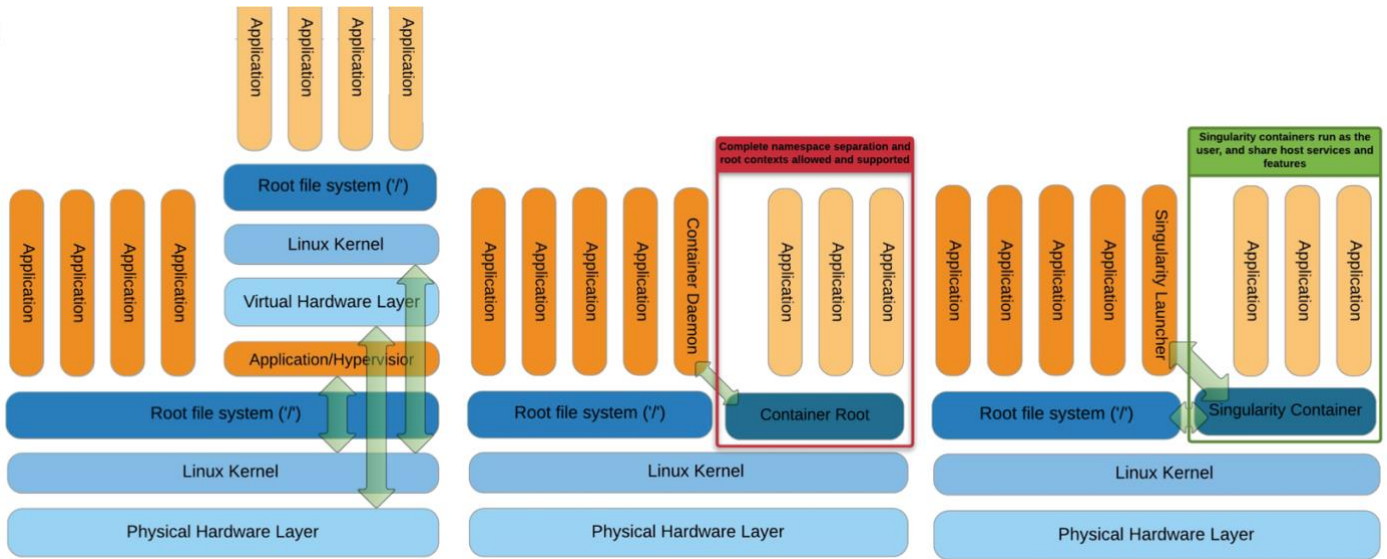 Application
Application
Application
Application
Root file system ('/')
Linux Kernel
Virtual Hardware Layer
Application/Hypervisior
Application
Application
Application
Application
Root file system ('/')
Linux Kernel
Physical Hardware Layer
Complete namespace separation and
root contexts allowed and supported
Application
Application
Application
Application
Container Daemon
Application
Application
Application
Root file system ('/')
Container Root
Linux Kernel
Physical Hardware Layer
Singularity containers run as the
user, and share host services and
features
Application
Application
Application
Application
Singularity Launcher
Application
Application
Application
Root file system ('/')
Singularity Container
Linux Kernel
Physical Hardware Layer